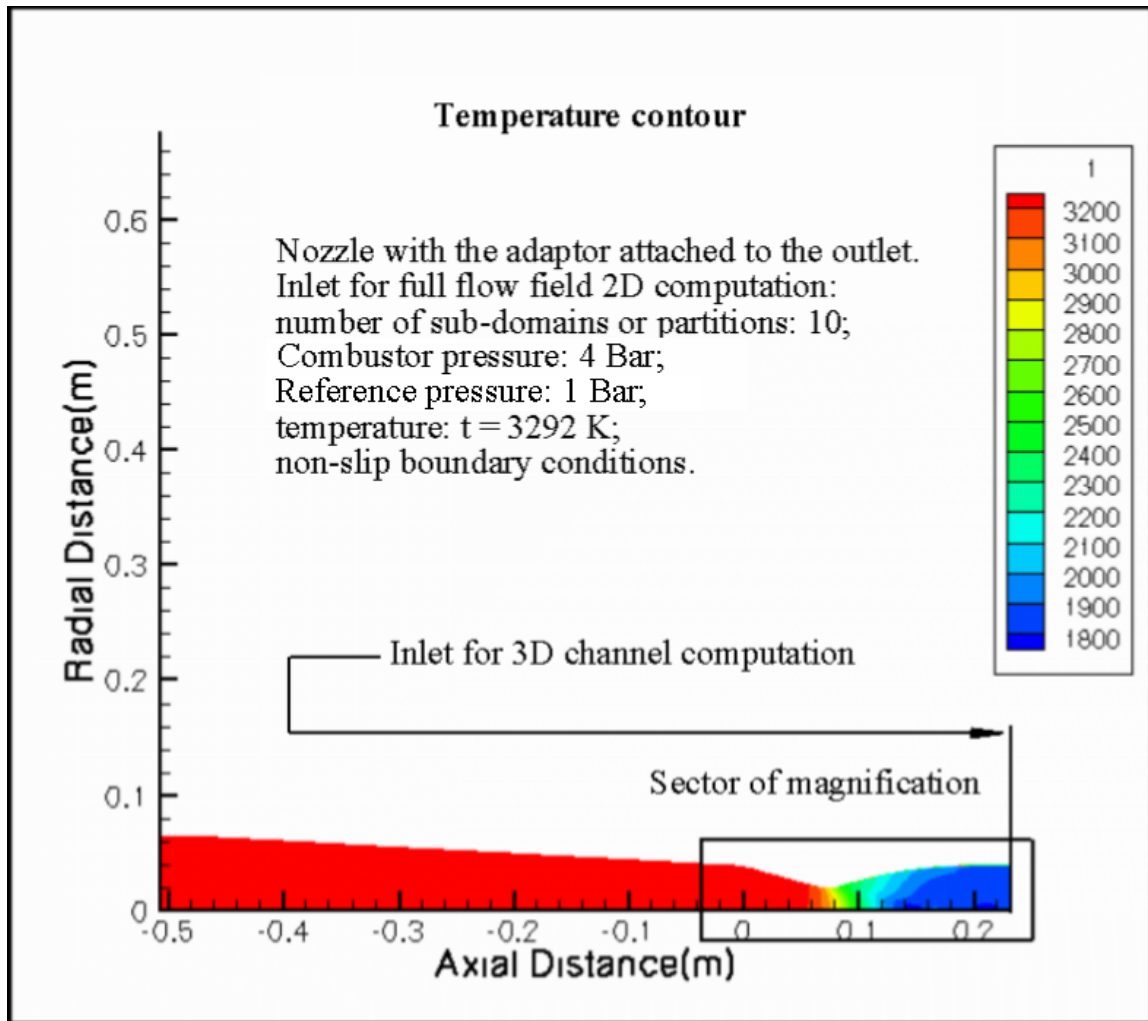 Temperature contour
Nozzle with the adaptor attached to the outlet.
Inlet for full flow field 2D computation:
number of sub-domains or partitions: 10;
Combustor pressure: 4 Bar;
Reference pressure: 1 Bar;
temperature: t = 3292 K;
non-slip boundary conditions.
t
3200
3100
3000
2900
2800
2700
2600
2500
2400
2300
2200
2100
2000
1900
1800
Radial Distance(m)
0.6
0.5
0.4
0.3
0.2
0.1
0
Inlet for 3D channel computation
Sector of magnification
-0.5 -0.4 -0.3 -0.2 -0.1 0 0.1 0.2
Axial Distance(m)